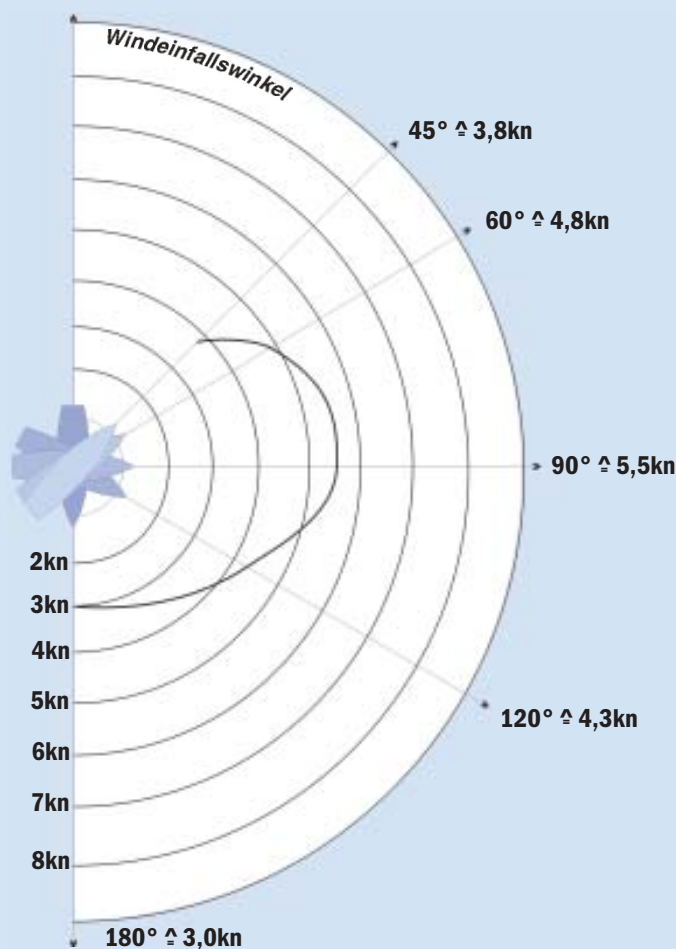 Windeinfallswinkel
45° ≙ 3,8kn
60° ≙ 4,8kn
90° ≙ 5,5kn
2kn
3kn
4kn
5kn
120° ≙ 4,3kn
6kn
7kn
8kn
180° ≙ 3,0kn